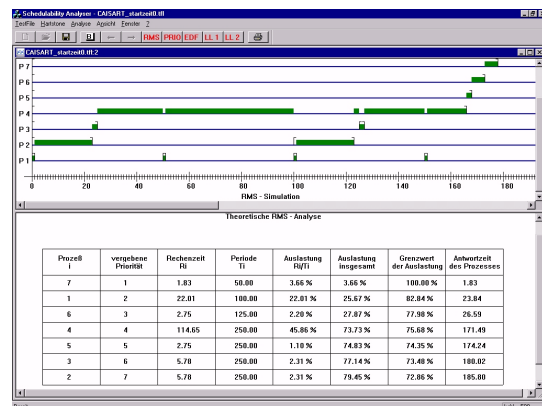 Schedulability Analyser - CAISART_startzeit0.tfl
TestFile Hartstone Analyse Ansicht Fenster ?
RMS PRIO EDF LL 1 LL 2
CAISART_startzeit0.tfl:2
P 7
P 6
P 5
P 4
P 3
P 2
P 1
0 20 40 60 80 100 120 140 160 180
RMS - Simulation
Theoretische RMS - Analyse
Prozeß vergebene Rechenzeit Periode Auslastung Auslastung Grenzwert Antwortzeit
i Priorität Ri Ti Ri/Ti insgesamt der Auslastung des Prozesses
7 1 1.83 50.00 3.66 % 3.66 % 100.00 % 1.83
1 2 22.01 100.00 22.01 % 25.67 % 82.84 % 23.84
6 3 2.75 125.00 2.20 % 27.87 % 77.98 % 26.59
4 4 114.65 250.00 45.86 % 73.73 % 75.68 % 171.49
5 5 2.75 250.00 1.10 % 74.83 % 74.35 % 174.24
3 6 5.78 250.00 2.31 % 77.14 % 73.48 % 180.02
2 7 5.78 250.00 2.31 % 79.45 % 72.86 % 185.80